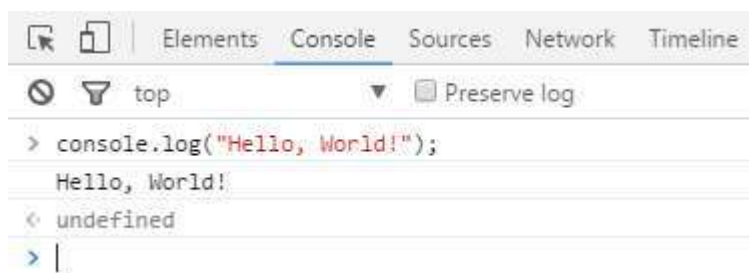 Elements Console Sources Network Timeline
top Preserve log
> console.log("Hello, World!");
Hello, World!
undefined
>